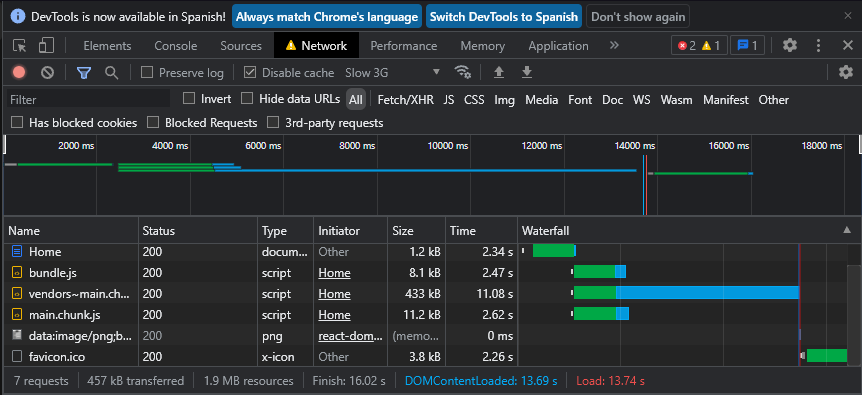 DevTools is now available in Spanish! Always match Chrome's language Switch DevTools to Spanish Don't show again
Elements Console Sources Network Performance Memory Application » 2 1 1
Preserve log Disable cache Slow 3G
Filter Invert Hide data URLs All Fetch/XHR JS CSS Img Media Font Doc WS Wasm Manifest Other
Has blocked cookies Blocked Requests 3rd-party requests
2000 ms 4000 ms 6000 ms 8000 ms 10000 ms 12000 ms 14000 ms 16000 ms 18000 ms
Name Status Type Initiator Size Time Waterfall
Home 200 docum... Other 1.2 kB 2.34 s
bundle.js 200 script Home 8.1 kB 2.47 s
vendors~main.ch... 200 script Home 433 kB 11.08 s
main.chunk.js 200 script Home 11.2 kB 2.62 s
data:image/png;b... 200 png react-dom... (memo... 0 ms
favicon.ico 200 x-icon Other 3.8 kB 2.26 s
7 requests 457 kB transferred 1.9 MB resources Finish: 16.02 s DOMContentLoaded: 13.69 s Load: 13.74 s